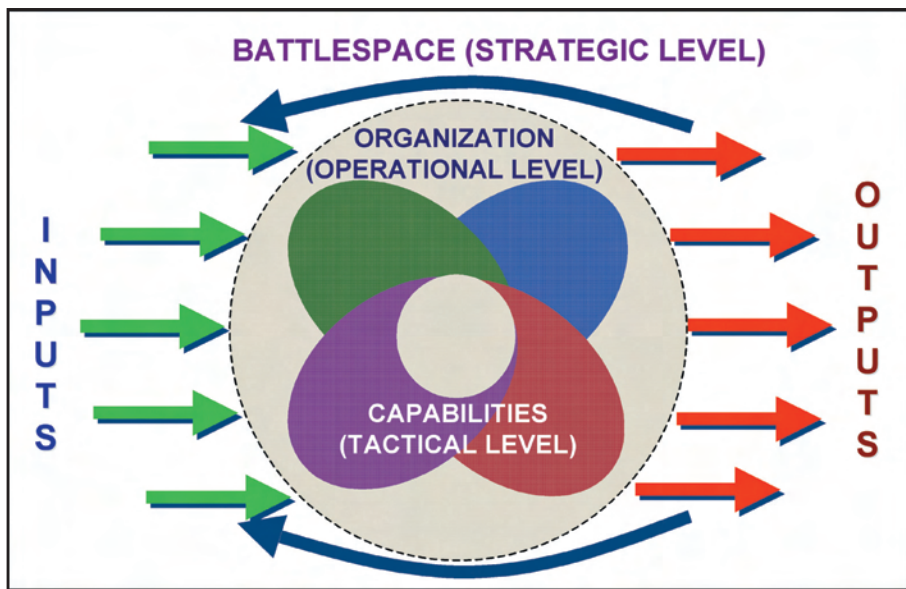 BATTLESPACE (STRATEGIC LEVEL)
ORGANIZATION
(OPERATIONAL LEVEL)
INPUTS
OUTPUTS
CAPABILITIES
(TACTICAL LEVEL)